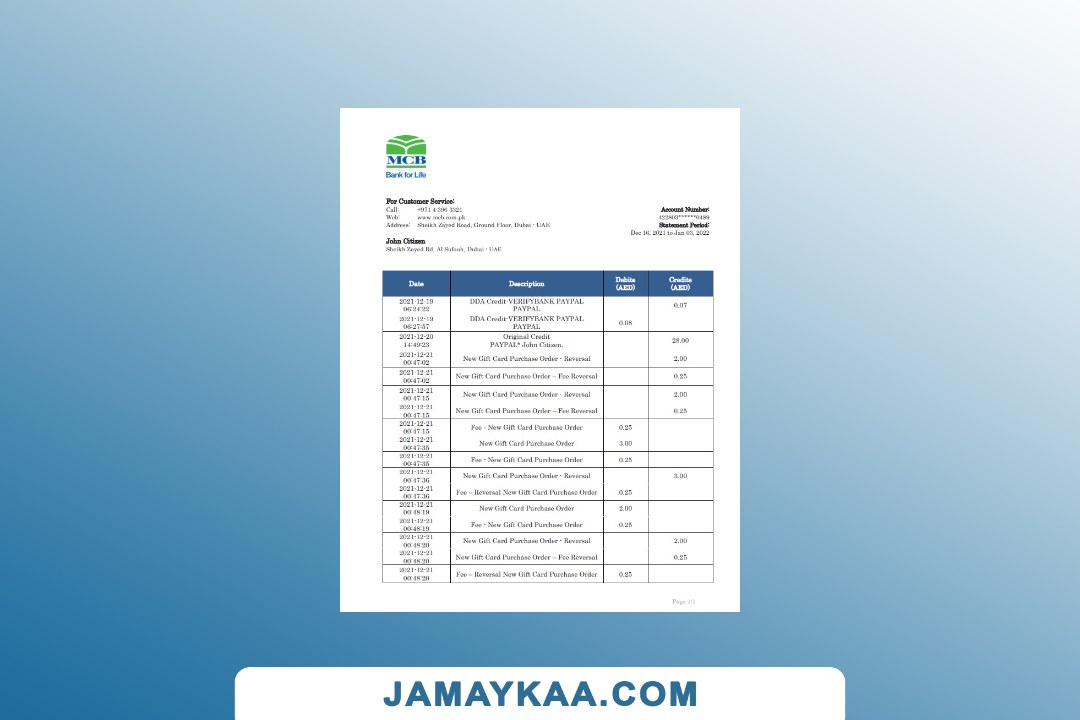 MCB
Bank for Life
For Customer Service:
Call: +971 4 396 3321
Web: www.mcb.com.pk
Address: Sheikh Zayed Road, Ground Floor, Dubai - UAE
Account Number:
422803******0489
Statement Period:
Dec 16, 2021 to Jan 03, 2022
John Citizen
Sheikh Zayed Rd, Al Sufouh, Dubai - UAE
Date Description Debits (AED) Credits (AED)
2021-12-19 06:24:22 DDA Credit-VERIFYBANK PAYPAL PAYPAL 0.07
2021-12-19 06:27:57 DDA Credit-VERIFYBANK PAYPAL PAYPAL 0.08
2021-12-20 14:49:23 Original Credit PAYPAL* John Citizen, 28.00
2021-12-21 00:47:02 New Gift Card Purchase Order - Reversal 2.00
2021-12-21 00:47:02 New Gift Card Purchase Order – Fee Reversal 0.25
2021-12-21 00:47:15 New Gift Card Purchase Order - Reversal 2.00
2021-12-21 00:47:15 New Gift Card Purchase Order – Fee Reversal 0.25
2021-12-21 00:47:15 Fee - New Gift Card Purchase Order 0.25
2021-12-21 00:47:35 New Gift Card Purchase Order 3.00
2021-12-21 00:47:35 Fee - New Gift Card Purchase Order 0.25
2021-12-21 00:47:36 New Gift Card Purchase Order - Reversal 3.00
2021-12-21 00:47:36 Fee – Reversal New Gift Card Purchase Order 0.25
2021-12-21 00:48:19 New Gift Card Purchase Order 2.00
2021-12-21 00:48:19 Fee - New Gift Card Purchase Order 0.25
2021-12-21 00:48:20 New Gift Card Purchase Order - Reversal 2.00
2021-12-21 00:48:20 New Gift Card Purchase Order – Fee Reversal 0.25
2021-12-21 00:48:20 Fee – Reversal New Gift Card Purchase Order 0.25
Page
JAMAYKAA.COM